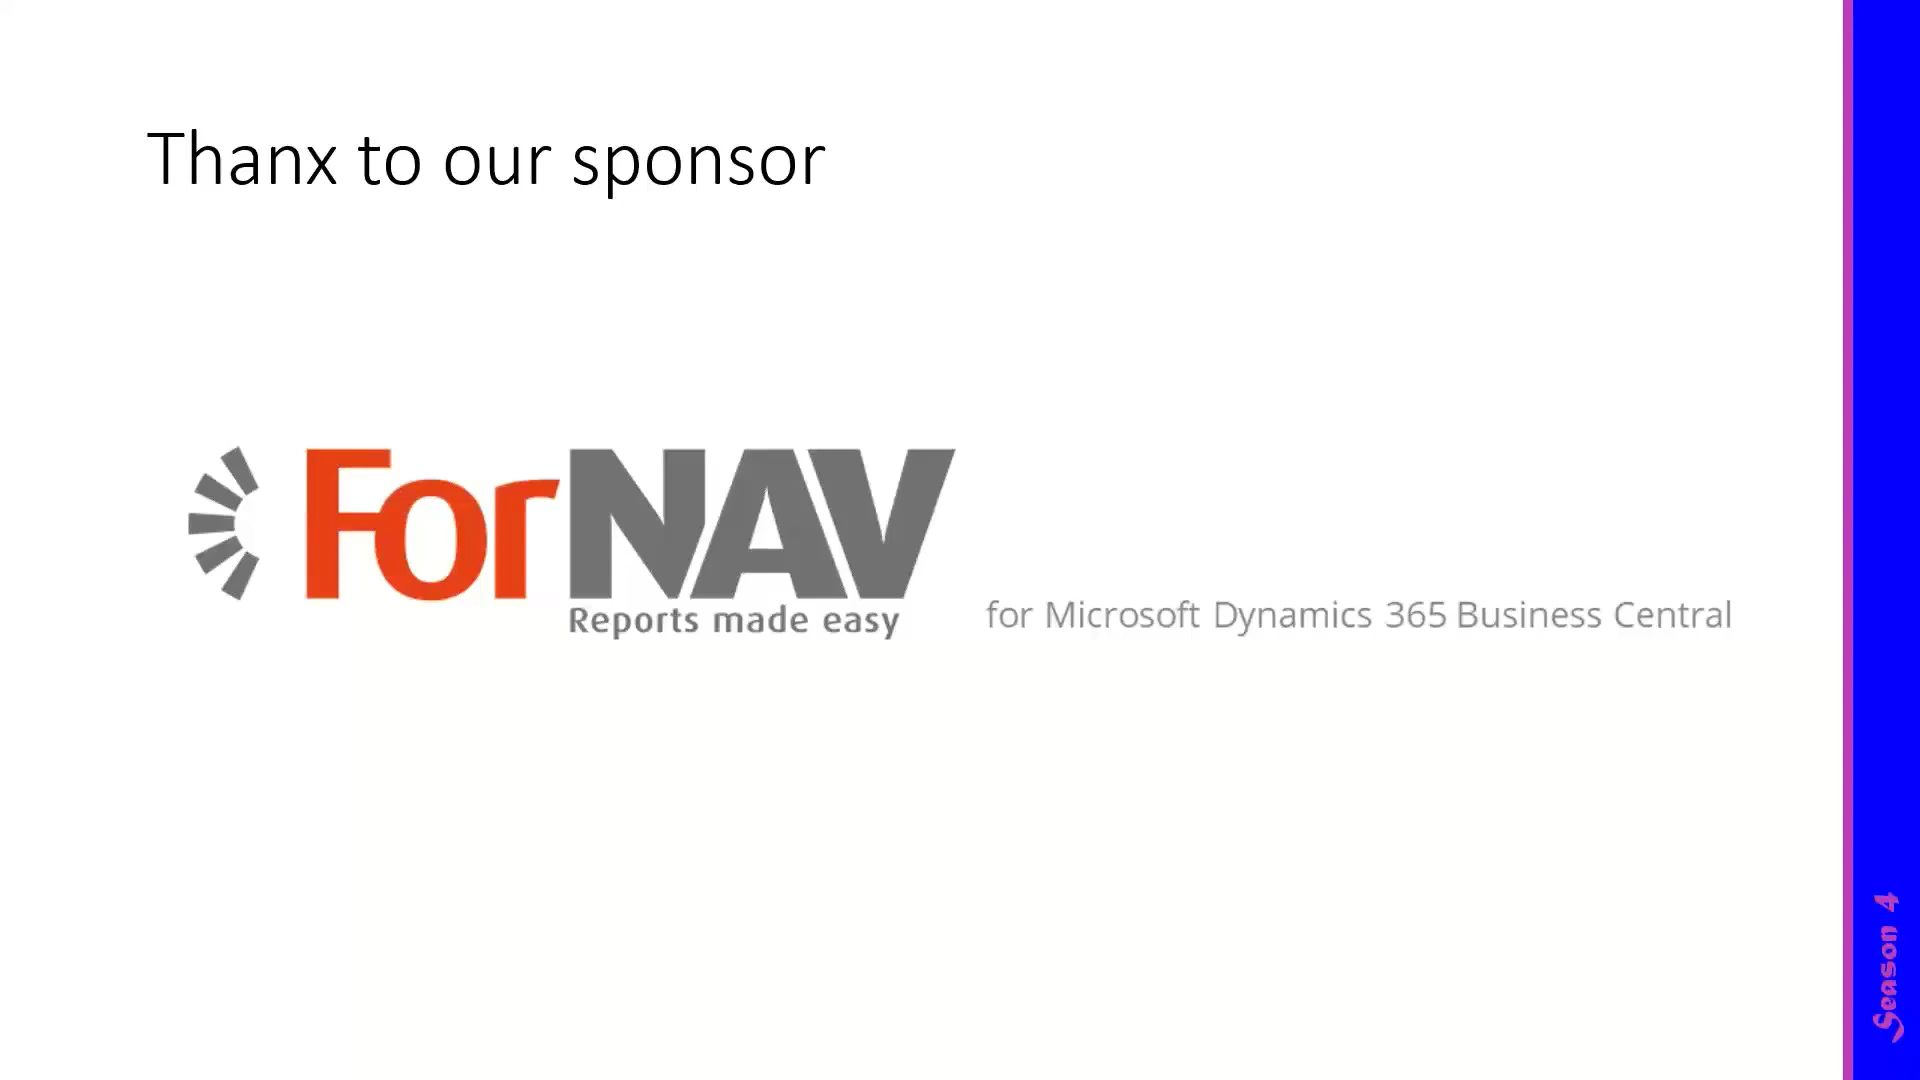 Thanx to our sponsor
ForNAV
Reports made easy
for Microsoft Dynamics 365 Business Central
Season 4